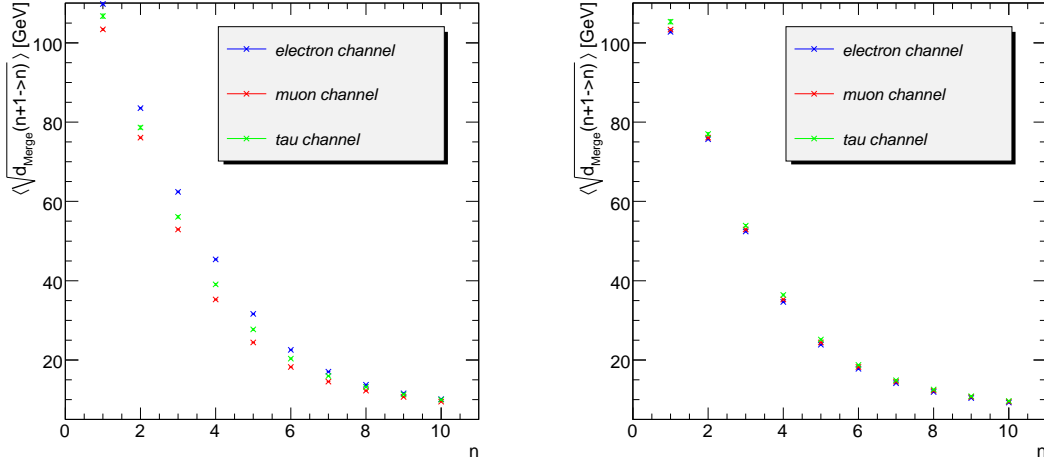 ⟨√d_Merge(n+1->n) ⟩ [GeV]
100
80
60
40
20
0 2 4 6 8 10
n
electron channel
muon channel
tau channel
⟨√d_Merge(n+1->n) ⟩ [GeV]
100
80
60
40
20
0 2 4 6 8 10
n
electron channel
muon channel
tau channel